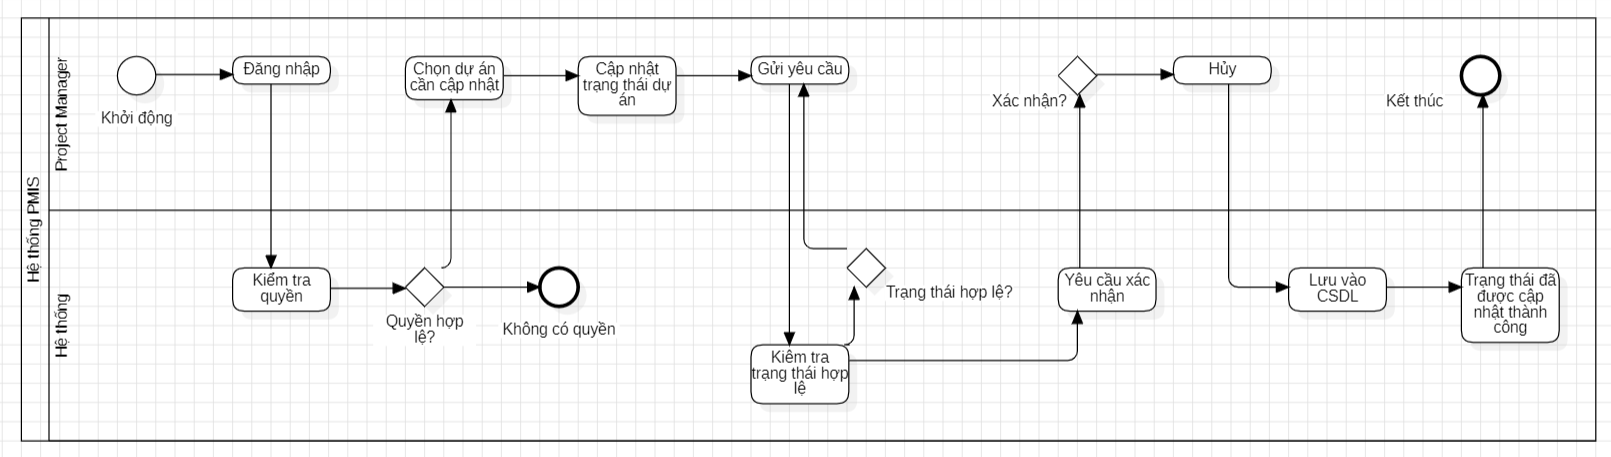 Hệ thống PMIS
Project Manager
Khởi động
Đăng nhập
Chọn dự án
cần cập nhật
Cập nhật
trạng thái dự
án
Gửi yêu cầu
Xác nhận?
Hủy
Kết thúc
Hệ thống
Kiểm tra
quyền
Quyền hợp
lệ?
Không có quyền
Trạng thái hợp lệ?
Kiêm tra
trạng thái hợp
lệ
Yêu cầu xác
nhận
Lưu vào
CSDL
Trạng thái đã
được cập
nhật thành
công